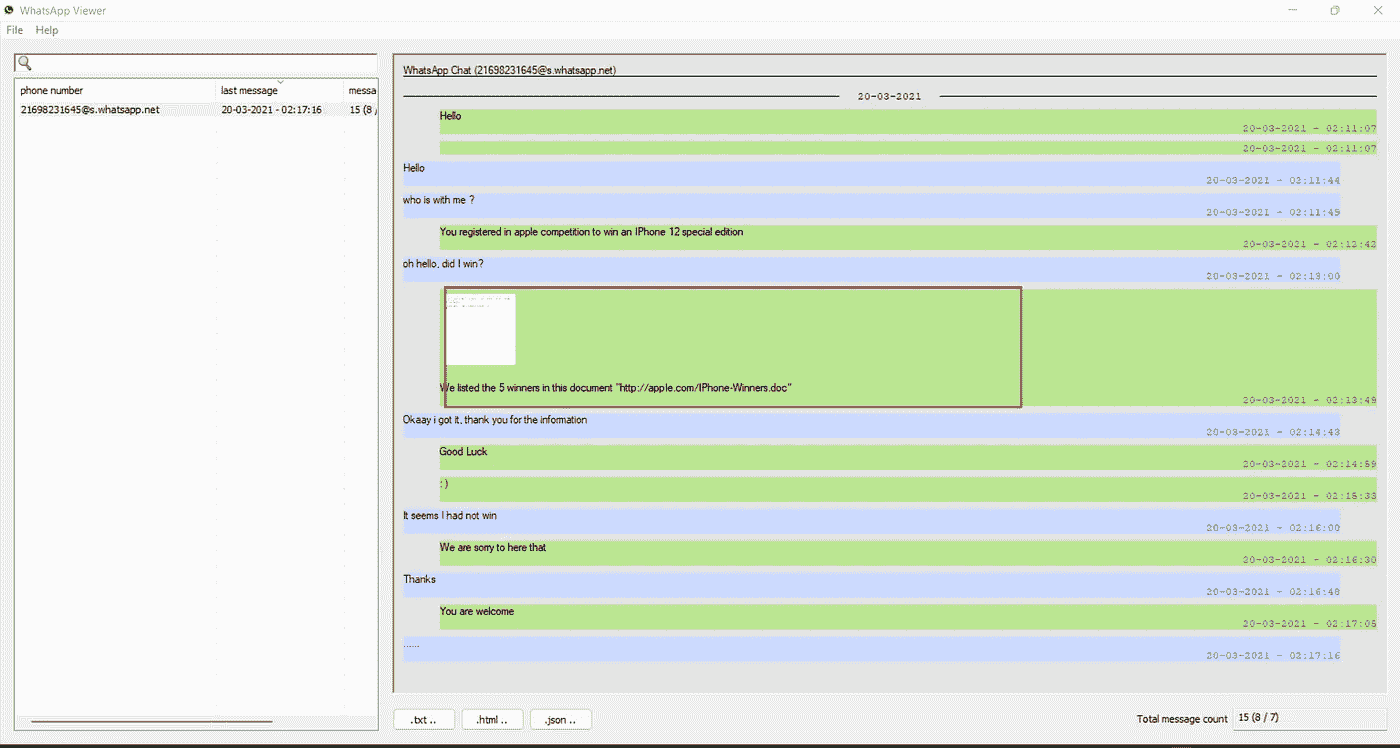 WhatsApp Viewer
File Help
phone number last message messa
21698231645@s.whatsapp.net 20-03-2021 - 02:17:16 15 (8 /
WhatsApp Chat (21698231645@s.whatsapp.net)
20-03-2021
Hello
20-03-2021 - 02:11:07
20-03-2021 - 02:11:07
Hello
20-03-2021 - 02:11:44
who is with me ?
20-03-2021 - 02:11:49
You registered in apple competition to win an IPhone 12 special edition
20-03-2021 - 02:12:42
oh hello, did I win?
20-03-2021 - 02:13:00
We listed the 5 winners in this document "http://apple.com/IPhone-Winners.doc"
20-03-2021 - 02:13:49
Okaay i got it, thank you for the information
20-03-2021 - 02:14:43
Good Luck
20-03-2021 - 02:14:59
:)
20-03-2021 - 02:15:33
It seems I had not win
20-03-2021 - 02:16:00
We are sorry to here that
20-03-2021 - 02:16:30
Thanks
20-03-2021 - 02:16:48
You are welcome
20-03-2021 - 02:17:05
......
20-03-2021 - 02:17:16
.txt .. .html .. .json .. Total message count 15 (8 / 7)